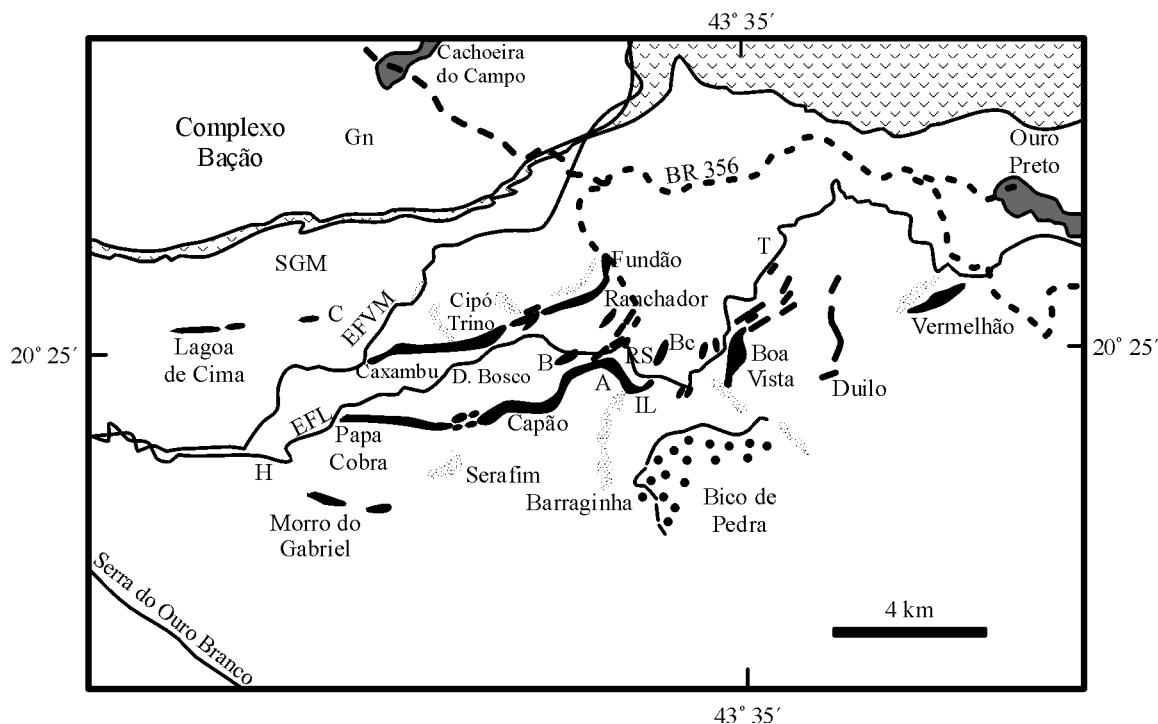 43° 35´
Cachoeira
do Campo
Complexo
Bação
Gn
Ouro
Preto
BR 356
SGM
T
Fundão
Cipó
Trino
Ranchador
C
EFVM
Vermelhão
Lagoa
de Cima
20° 25´
20° 25´
Caxambu
D. Bosco
B
RS
Bc
Boa
Vista
A
IL
Duilo
EFL
Papa
Cobra
Capão
H
Serafim
Barraginha
Bico de
Pedra
Morro do
Gabriel
Serra do Ouro Branco
4 km
43° 35´